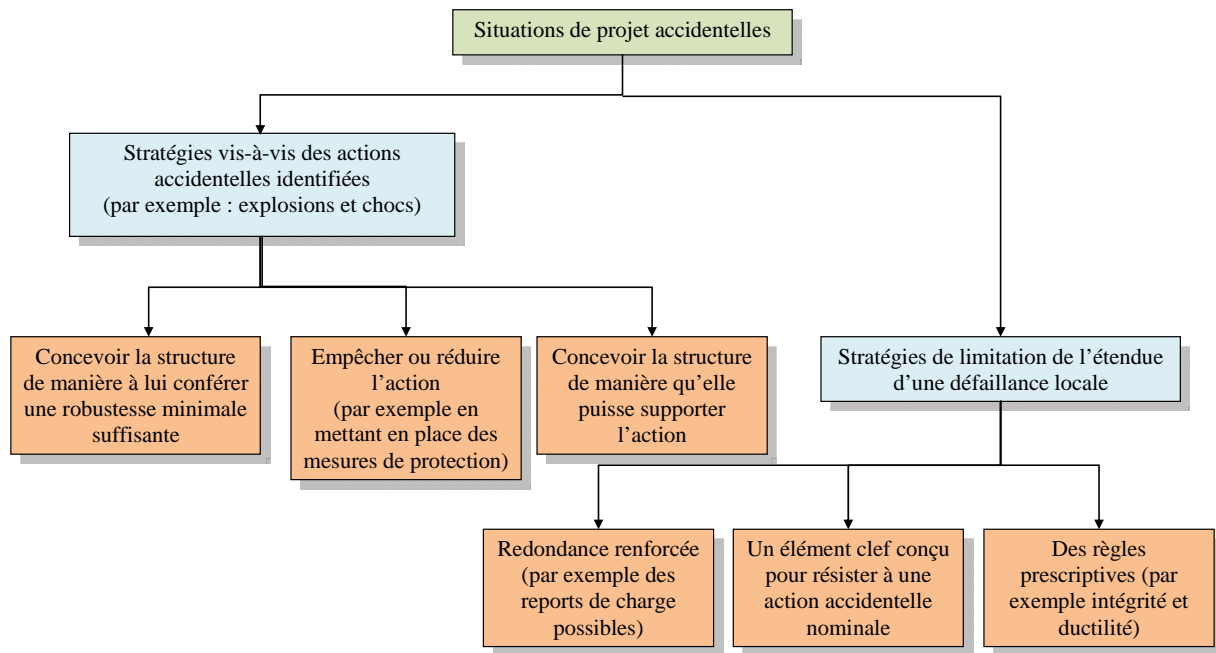 Situations de projet accidentelles
Stratégies vis-à-vis des actions
accidentelles identifiées
(par exemple : explosions et chocs)
Concevoir la structure
de manière à lui conférer
une robustesse minimale
suffisante
Empêcher ou réduire
l’action
(par exemple en
mettant en place des
mesures de protection)
Concevoir la structure
de manière qu’elle
puisse supporter
l’action
Stratégies de limitation de l’étendue
d’une défaillance locale
Redondance renforcée
(par exemple des
reports de charge
possibles)
Un élément clef conçu
pour résister à une
action accidentelle
nominale
Des règles
prescriptives (par
exemple intégrité et
ductilité)